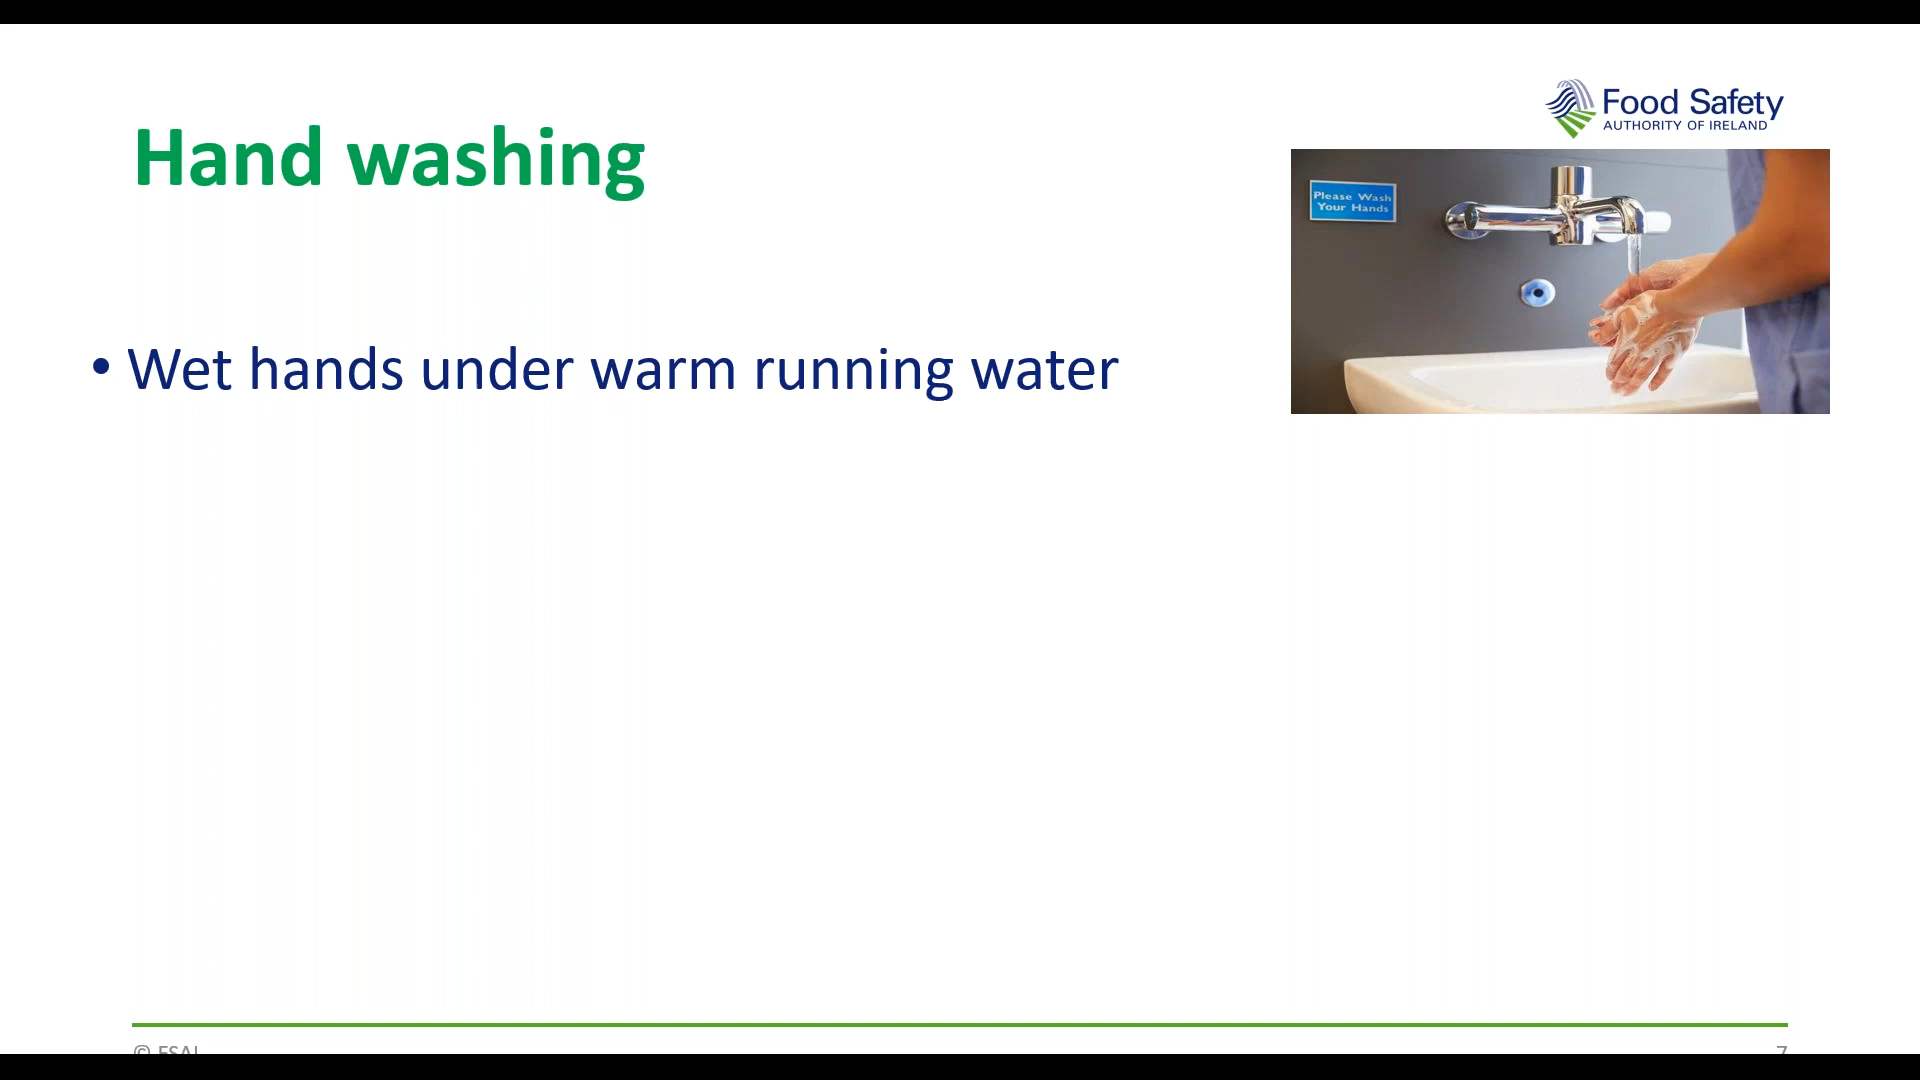 Food Safety
AUTHORITY OF IRELAND
Hand washing
Please Wash
Your Hands
• Wet hands under warm running water
© FSAI
7